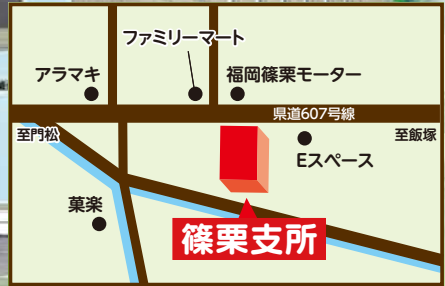 ファミリーマート
アラマキ
福岡篠栗モーター
県道607号線
至門松
至飯塚
Eスペース
菓楽
篠栗支所